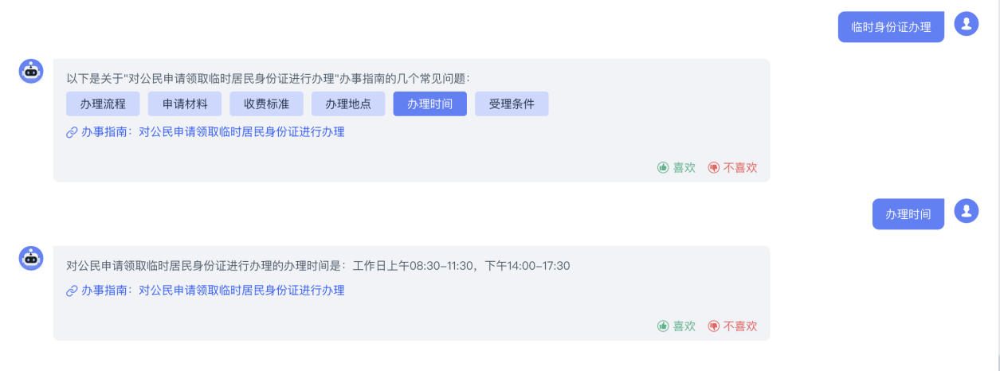 临时身份证办理
以下是关于"对公民申请领取临时居民身份证进行办理"办事指南的几个常见问题：
办理流程 申请材料 收费标准 办理地点 办理时间 受理条件
办事指南：对公民申请领取临时居民身份证进行办理
喜欢 不喜欢
办理时间
对公民申请领取临时居民身份证进行办理的办理时间是：工作日上午08:30-11:30，下午14:00-17:30
办事指南：对公民申请领取临时居民身份证进行办理
喜欢 不喜欢